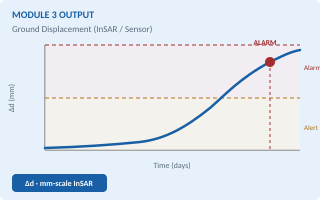 MODULE 3 OUTPUT
Ground Displacement (InSAR / Sensor)
ALARM
Alarm
Δd (mm)
Alert
Time (days)
Δd - mm-scale InSAR